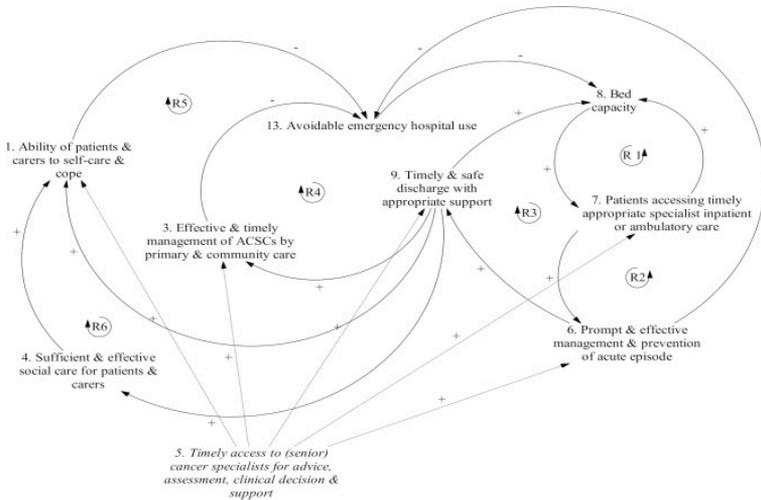 R5
13. Avoidable emergency hospital use
8. Bed
capacity
R 1
1. Ability of patients &
carers to self-care &
cope
9. Timely & safe
discharge with
appropriate support
R4
R3
7. Patients accessing timely
appropriate specialist inpatient
or ambulatory care
3. Effective & timely
management of ACSCs by
primary & community care
R2
R6
6. Prompt & effective
management & prevention
of acute episode
4. Sufficient & effective
social care for patients &
carers
5. Timely access to (senior)
cancer specialists for advice,
assessment, clinical decision &
support